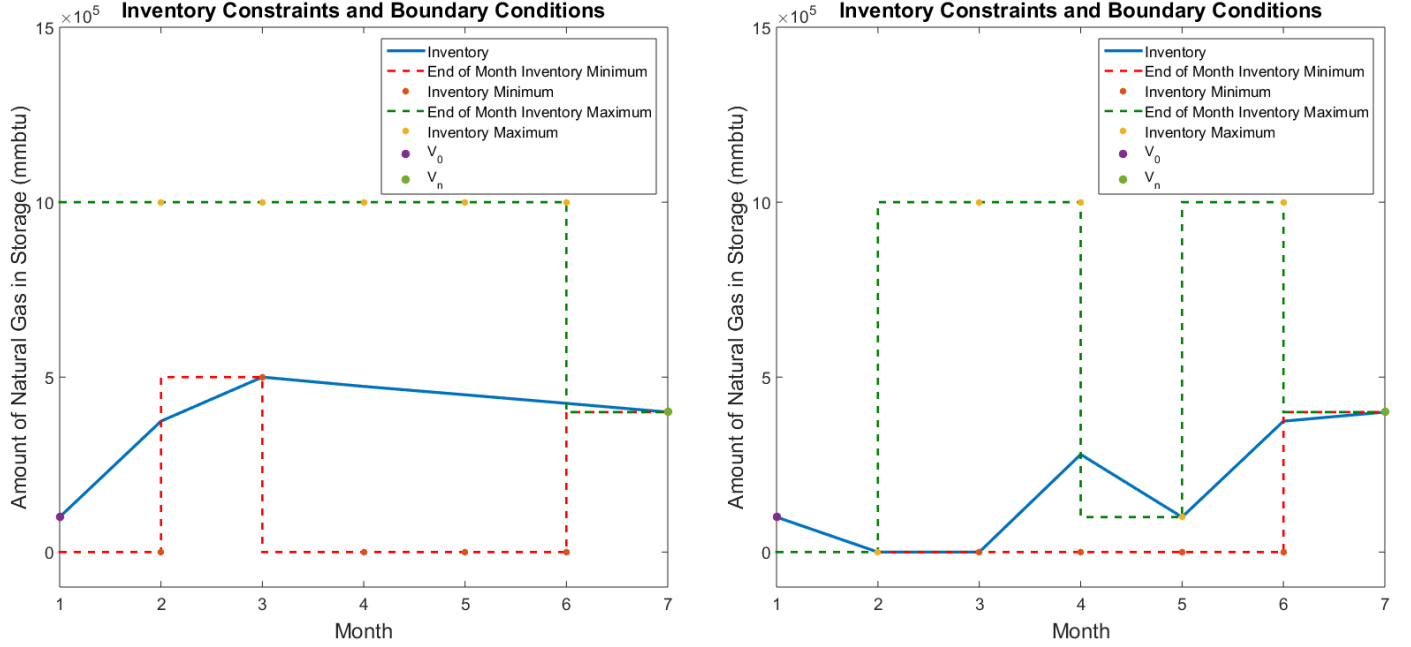 Inventory Constraints and Boundary Conditions
×10^5
15
10
5
0
Amount of Natural Gas in Storage (mmbtu)
Inventory
End of Month Inventory Minimum
Inventory Minimum
End of Month Inventory Maximum
Inventory Maximum
V_0
V_n
1 2 3 4 5 6 7
Month
Inventory Constraints and Boundary Conditions
×10^5
15
10
5
0
Amount of Natural Gas in Storage (mmbtu)
Inventory
End of Month Inventory Minimum
Inventory Minimum
End of Month Inventory Maximum
Inventory Maximum
V_0
V_n
1 2 3 4 5 6 7
Month